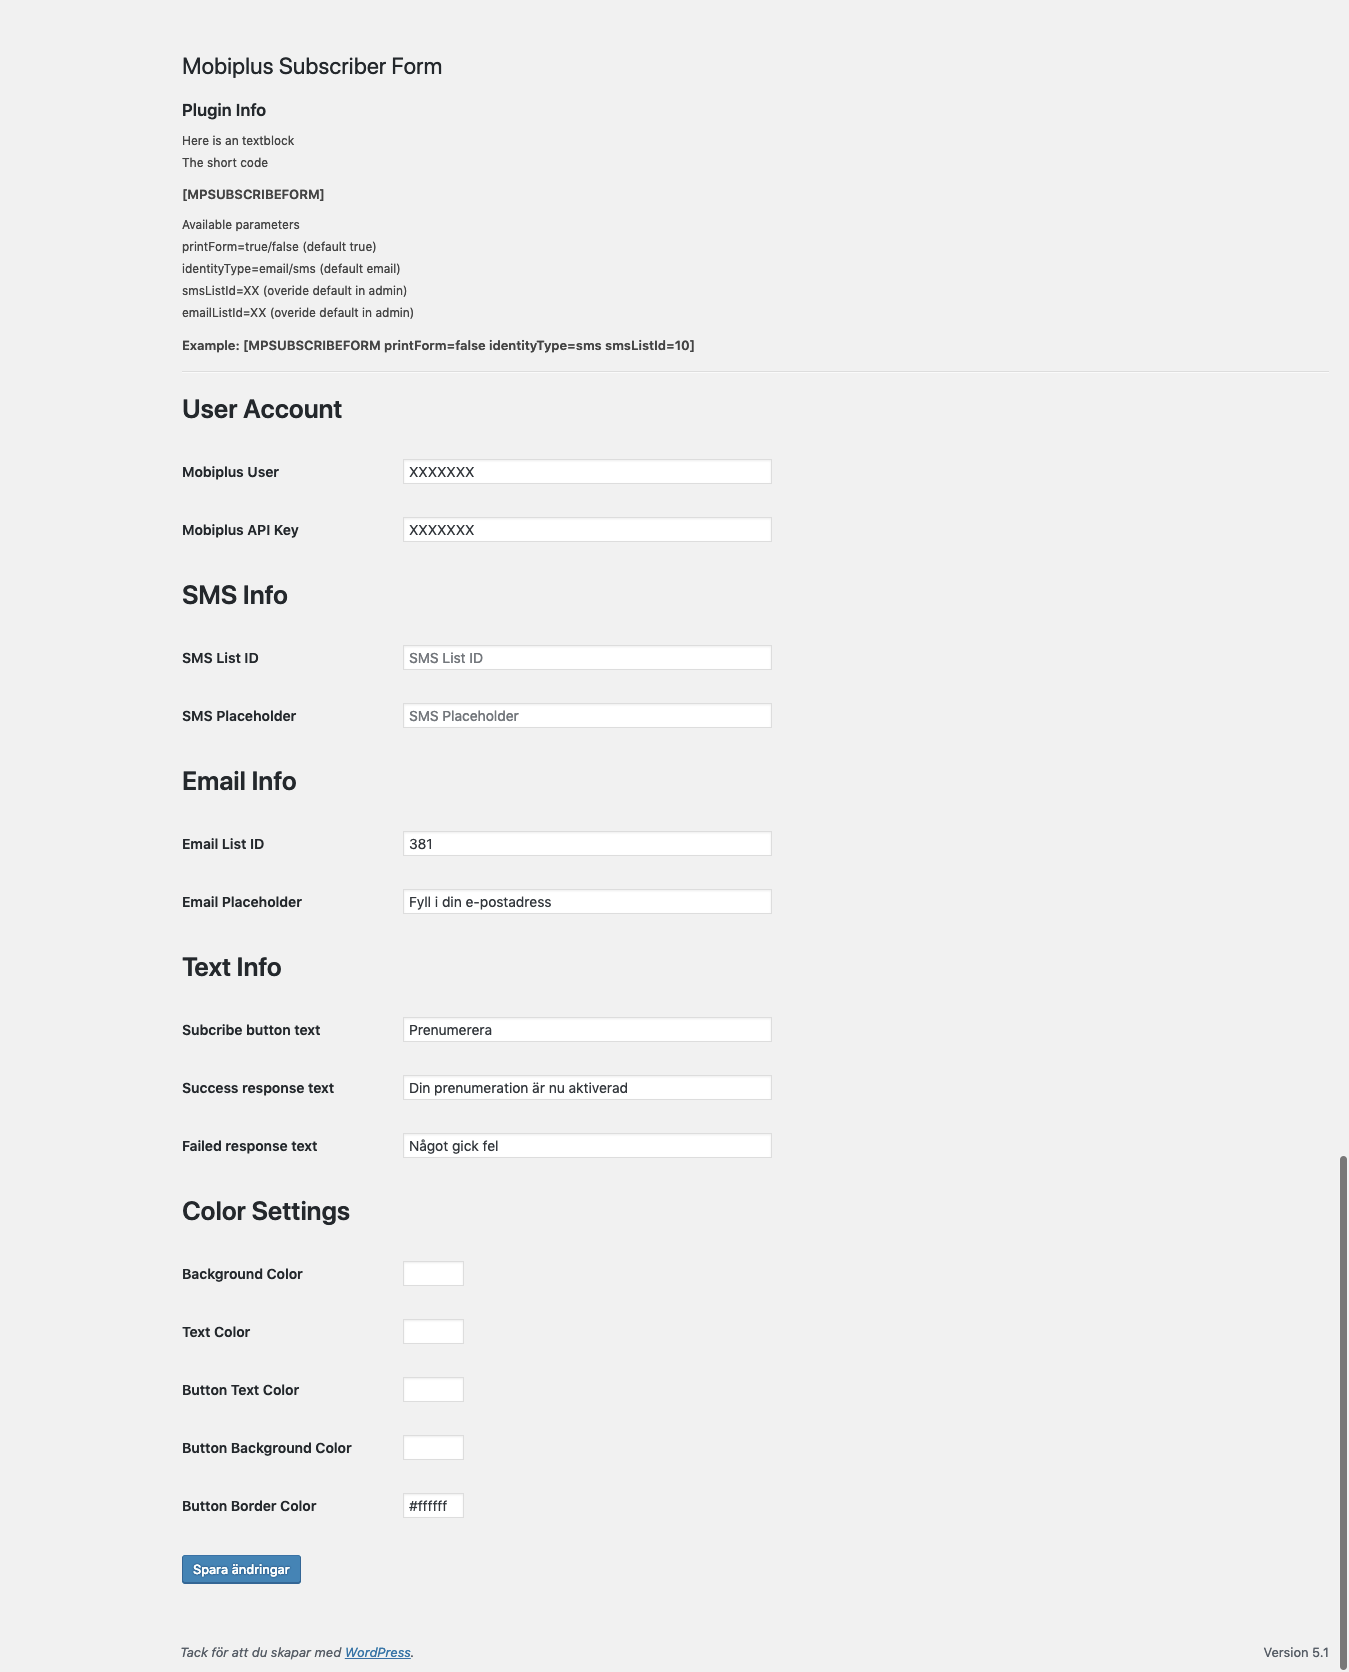 Mobiplus Subscriber Form
Plugin Info
Here is an textblock
The short code
[MPSUBSCRIBEFORM]
Available parameters
printForm=true/false (default true)
identityType=email/sms (default email)
smsListId=XX (overide default in admin)
emailListId=XX (overide default in admin)
Example: [MPSUBSCRIBEFORM printForm=false identityType=sms smsListId=10]
User Account
Mobiplus User XXXXXXX
Mobiplus API Key XXXXXXX
SMS Info
SMS List ID SMS List ID
SMS Placeholder SMS Placeholder
Email Info
Email List ID 381
Email Placeholder Fyll i din e-postadress
Text Info
Subcribe button text Prenumerera
Success response text Din prenumeration är nu aktiverad
Failed response text Något gick fel
Color Settings
Background Color
Text Color
Button Text Color
Button Background Color
Button Border Color #ffffff
Spara ändringar
Tack för att du skapar med WordPress. Version 5.1